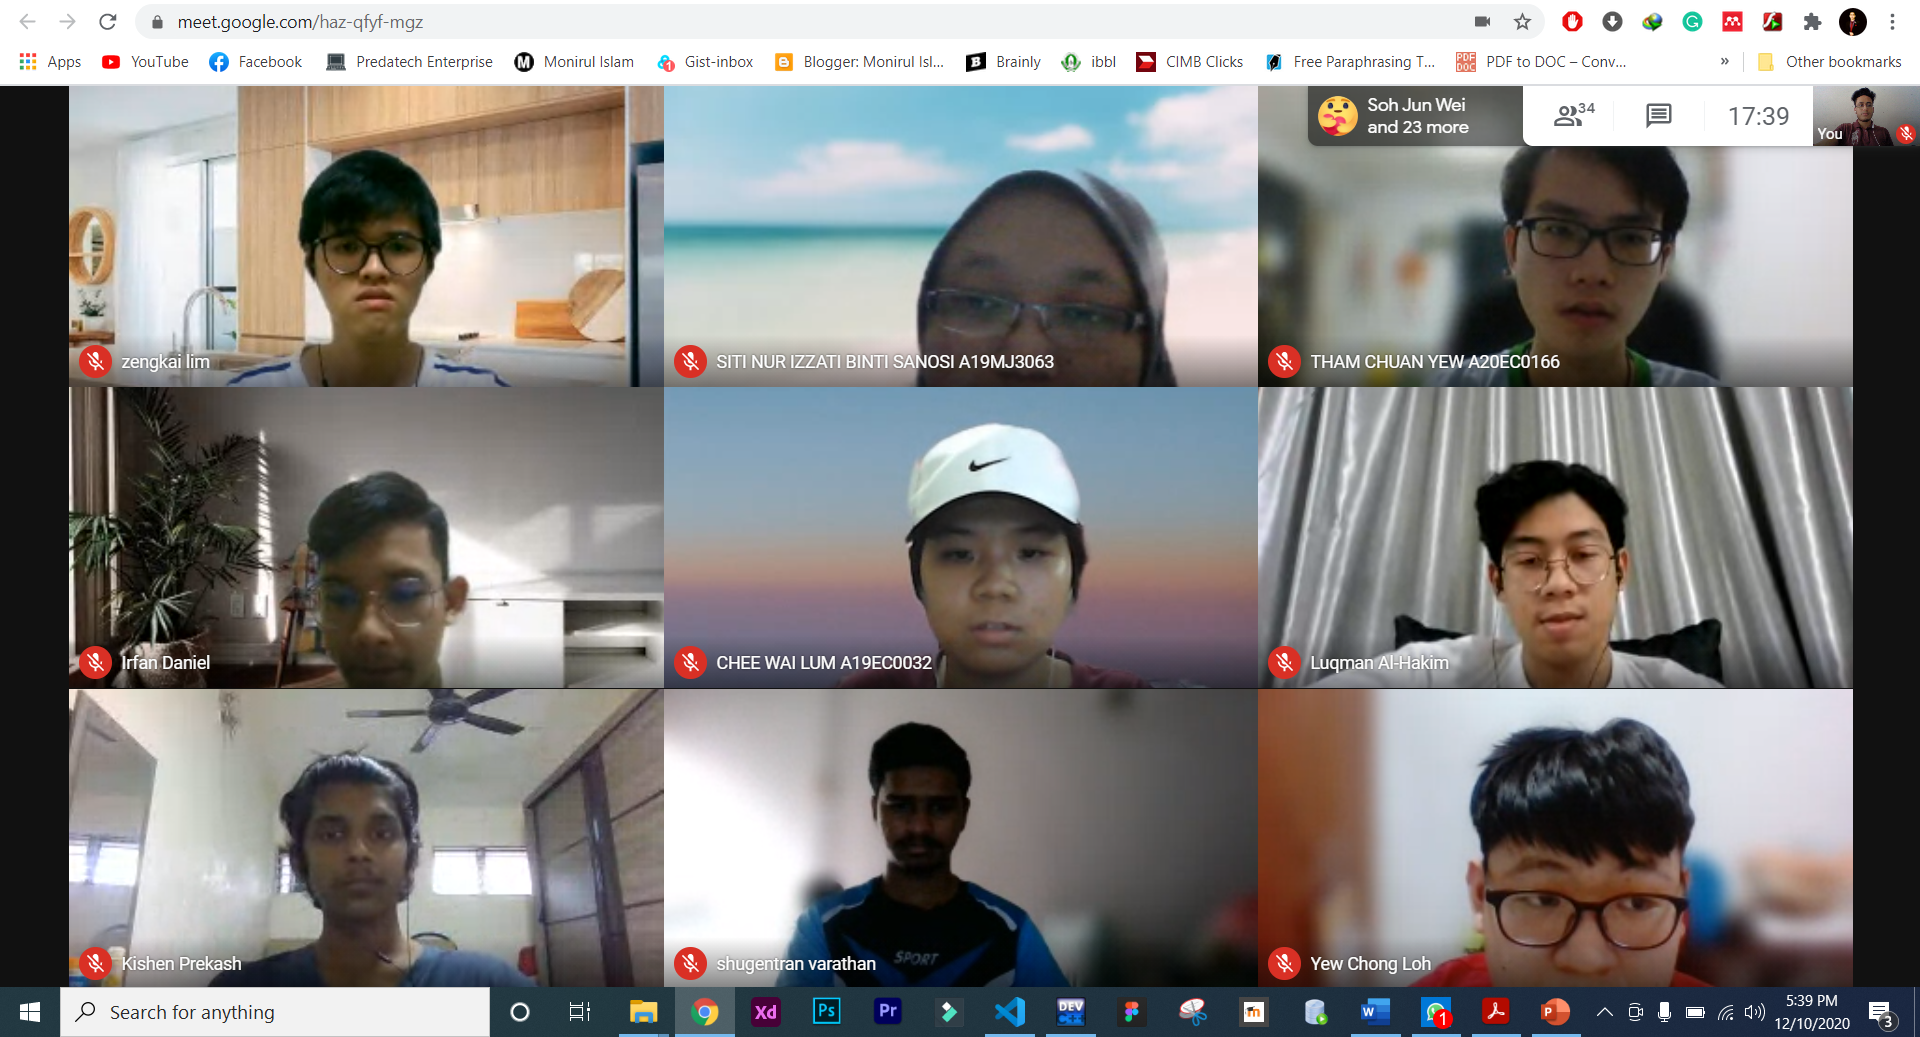 meet.google.com/haz-qfyf-mgz
Apps
YouTube
Facebook
Predatech Enterprise
M
Monirul Islam
1
Gist-inbox
Blogger: Monirul Isl...
B
Brainly
ibbl
CIMB Clicks
Free Paraphrasing T...
PDF
DOC
PDF to DOC – Conv...
»
Other bookmarks
Soh Jun Wei
and 23 more
34
17:39
You
zengkai lim
SITI NUR IZZATI BINTI SANOSI A19MJ3063
THAM CHUAN YEW A20EC0166
Irfan Daniel
CHEE WAI LUM A19EC0032
Luqman Al-Hakim
SPORT
Kishen Prekash
shugentran varathan
Yew Chong Loh
Search for anything
Xd
Ps
Pr
DEV
C++
m
W
1
P
5:39 PM
12/10/2020
3